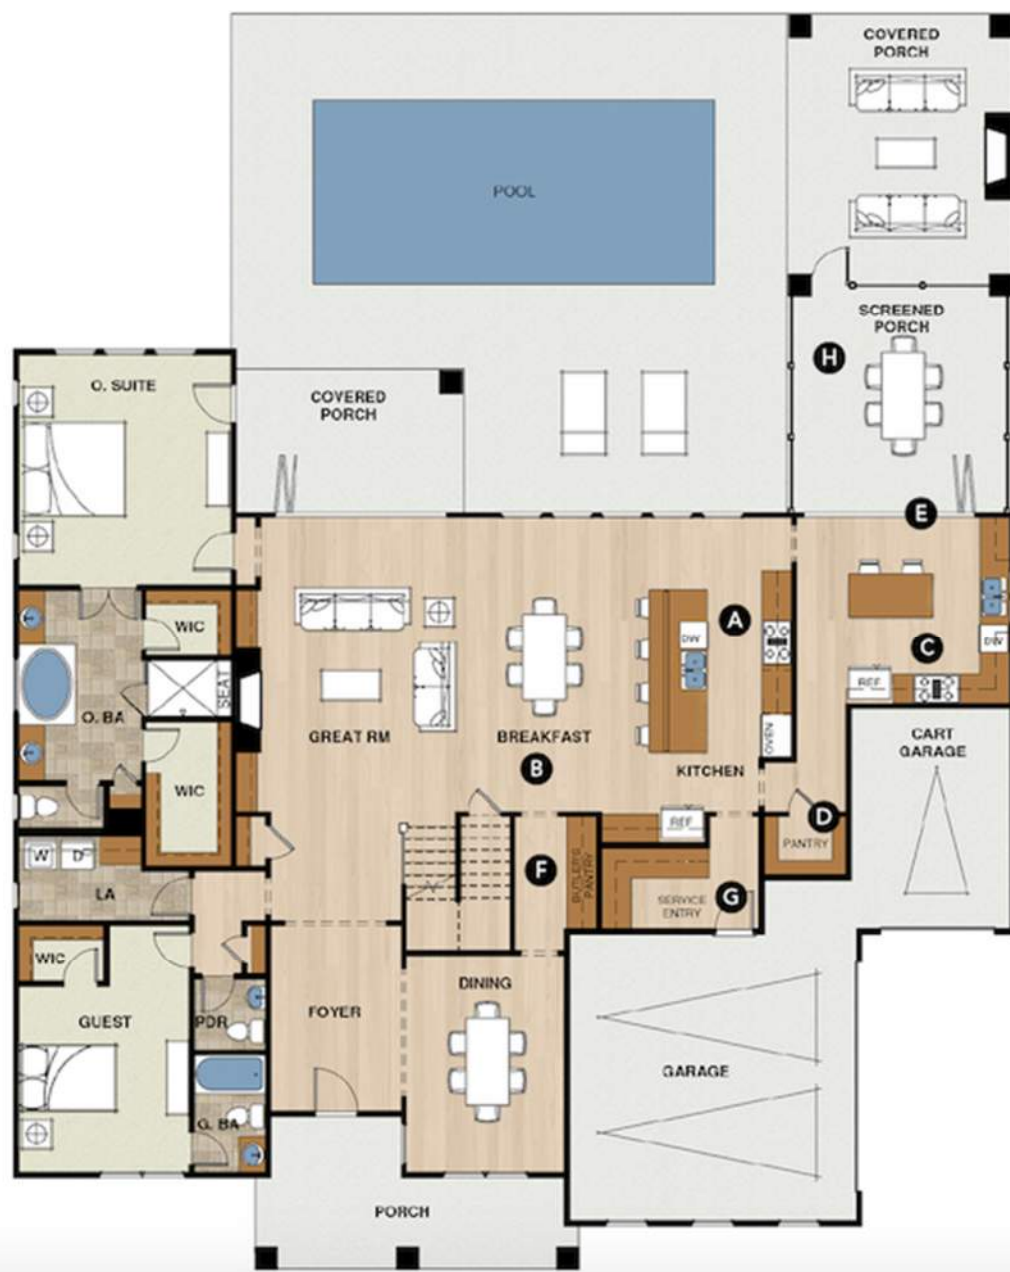 COVERED
PORCH
POOL
SCREENED
PORCH
H
O. SUITE
COVERED
PORCH
E
WIC
A
DW
DW
C
SEAT
REF
O. BA
GREAT RM
BREAKFAST
OVEN
CART
GARAGE
B
KITCHEN
WIC
D
REF
PANTRY
W
D
F
BUTLER'S
PANTRY
LA
SERVICE
ENTRY
G
WIC
DINING
GUEST
PDR
FOYER
GARAGE
G. BA
PORCH